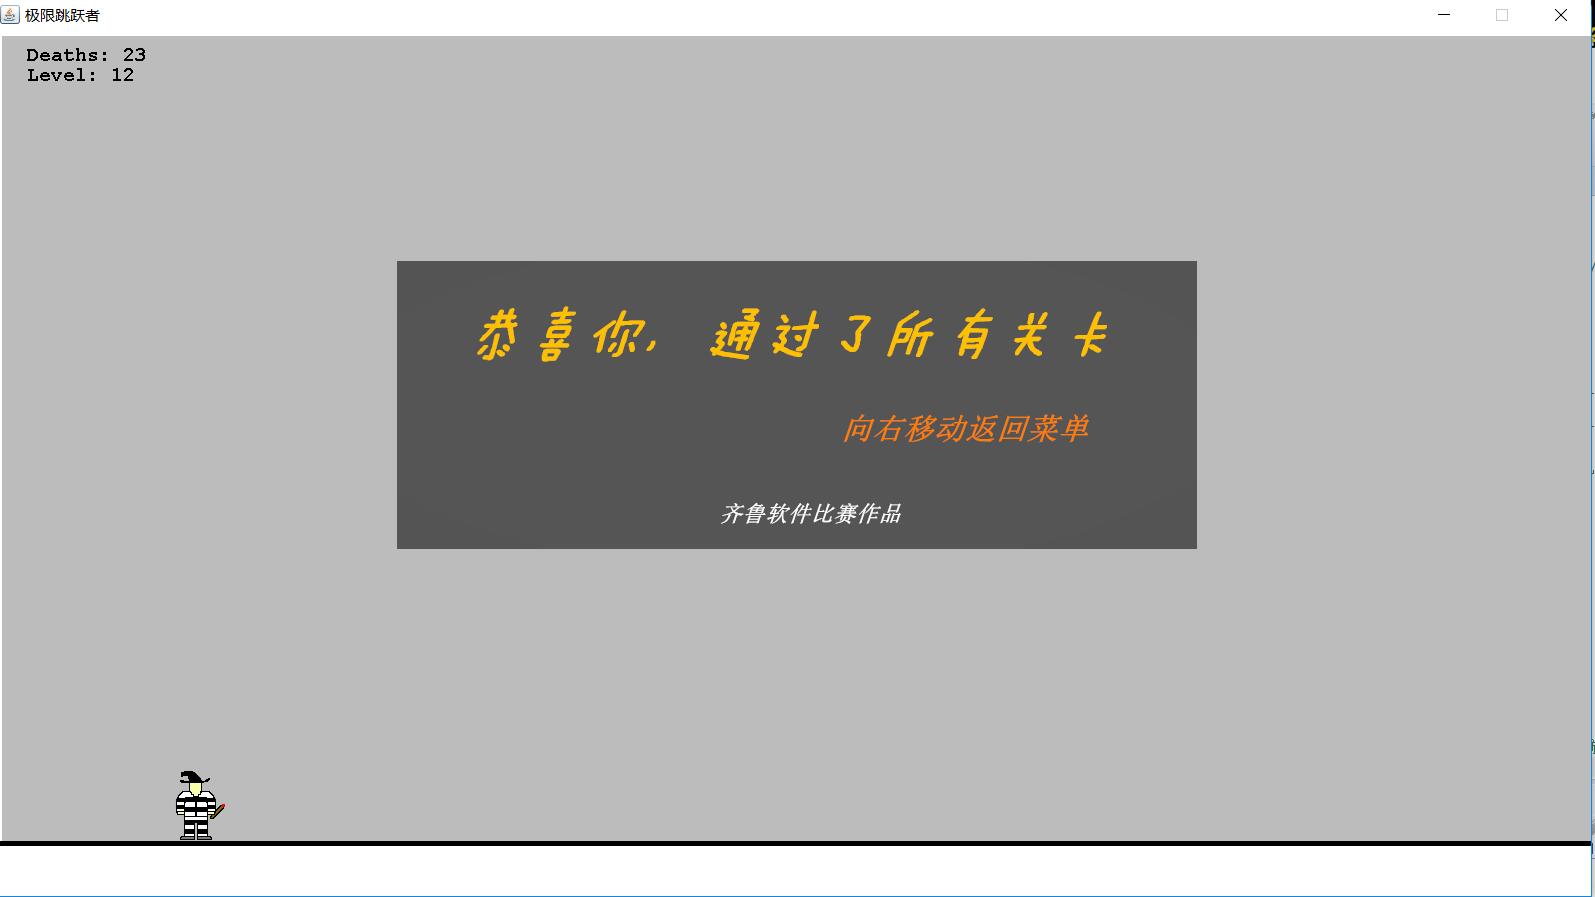 极限跳跃者
Deaths: 23
Level: 12
恭喜你, 通过了所有关卡
向右移动返回菜单
齐鲁软件比赛作品